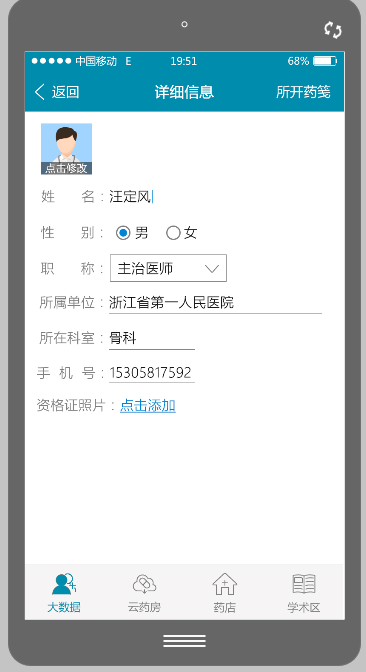 中国移动 E 19:51 68%
返回 详细信息 所开药笺
点击修改
姓 名：汪定风
性 别： 男 女
职 称： 主治医师
所属单位：浙江省第一人民医院
所在科室：骨科
手 机 号：15305817592
资格证照片：点击添加
大数据 云药房 药店 学术区